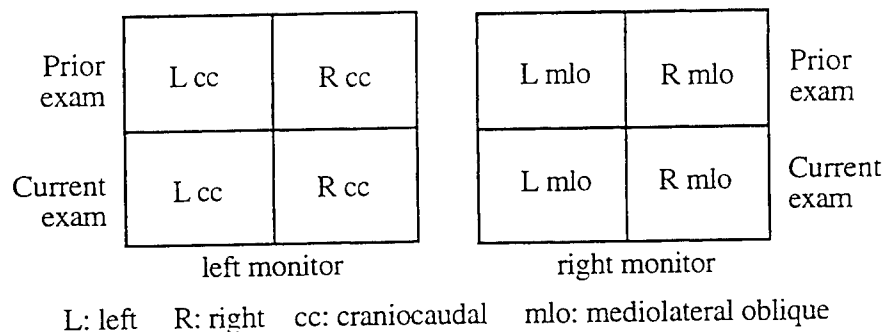 Prior exam
L cc
R cc
L mlo
R mlo
Prior exam
Current exam
L cc
R cc
L mlo
R mlo
Current exam
left monitor
right monitor
L: left R: right cc: craniocaudal mlo: mediolateral oblique